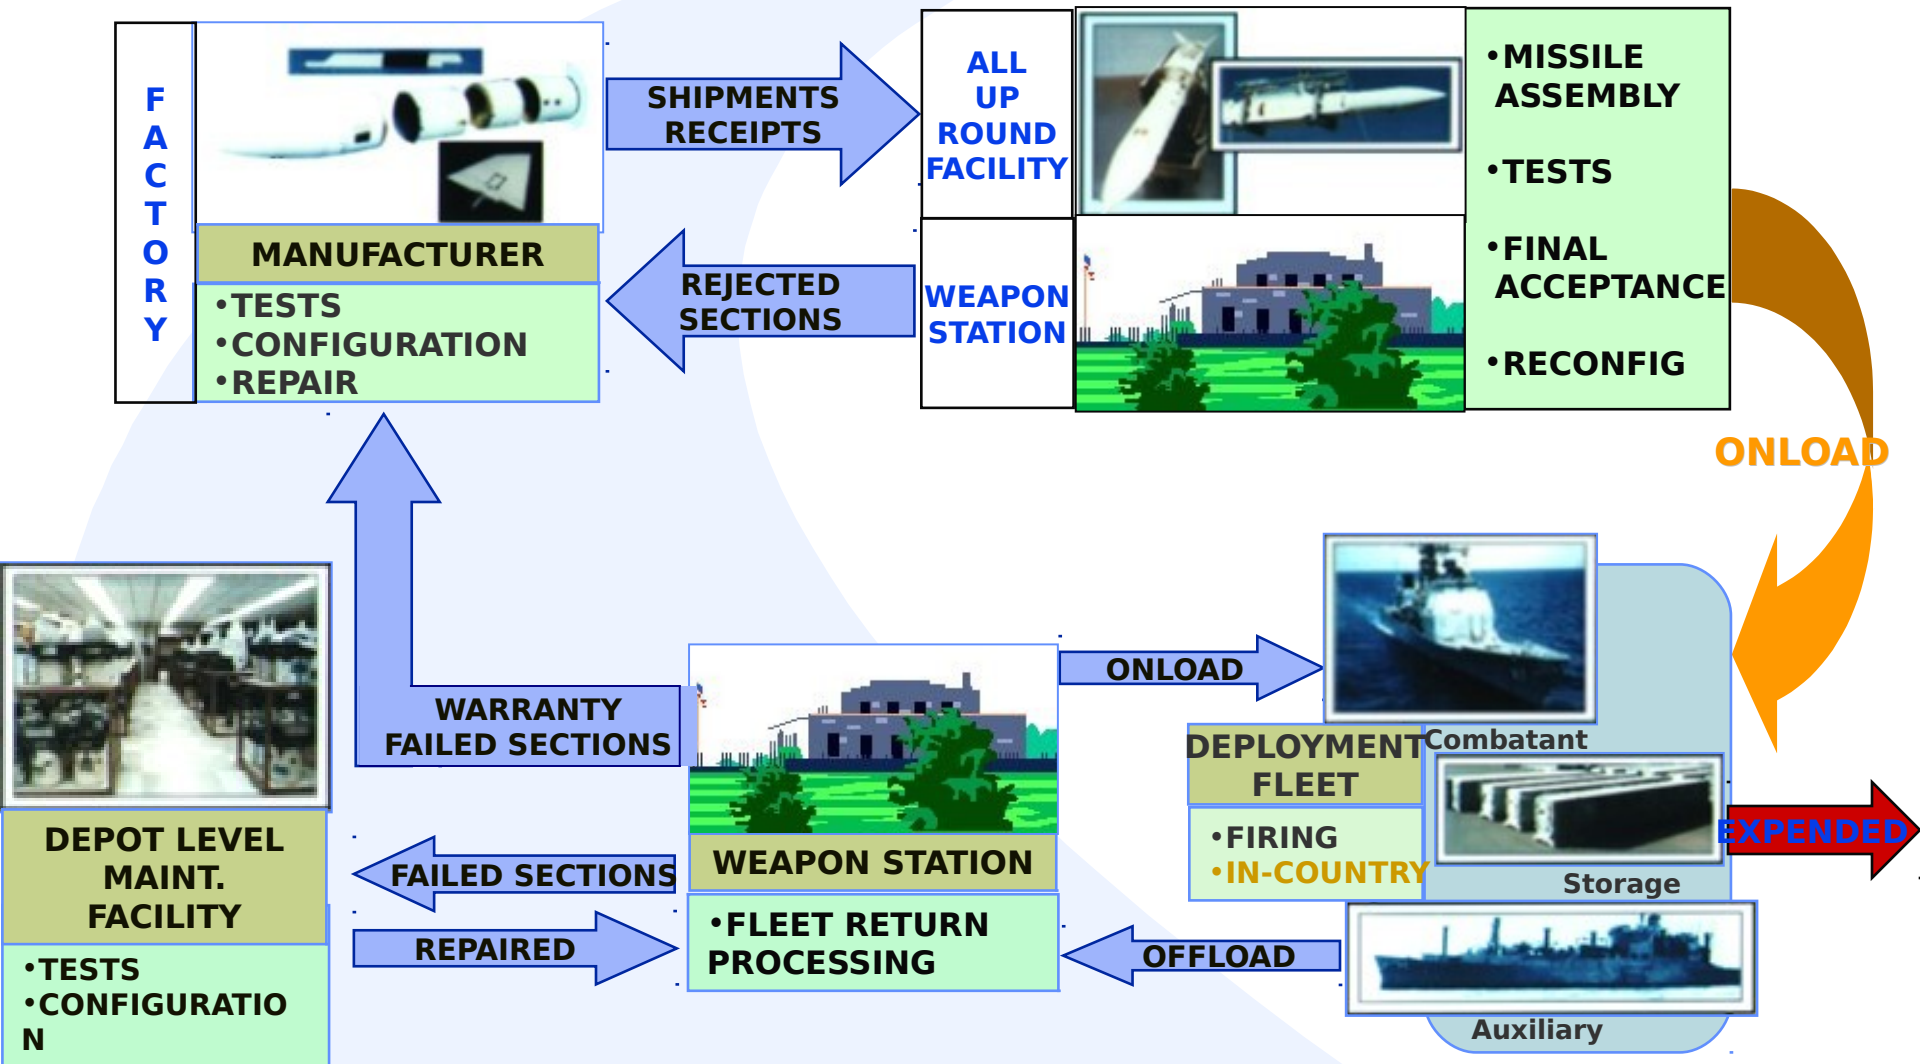 F
A
C
T
O
R
Y
MANUFACTURER
•TESTS
•CONFIGURATION
•REPAIR
SHIPMENTS
RECEIPTS
REJECTED
SECTIONS
ALL
UP
ROUND
FACILITY
WEAPON
STATION
•MISSILE
ASSEMBLY
•TESTS
•FINAL
ACCEPTANCE
•RECONFIG
ONLOAD
WARRANTY
FAILED SECTIONS
ONLOAD
Combatant
DEPLOYMENT
FLEET
•FIRING
•IN-COUNTRY
EXPENDED
Storage
DEPOT LEVEL
MAINT.
FACILITY
•TESTS
•CONFIGURATIO
N
FAILED SECTIONS
REPAIRED
WEAPON STATION
•FLEET RETURN
PROCESSING
OFFLOAD
Auxiliary